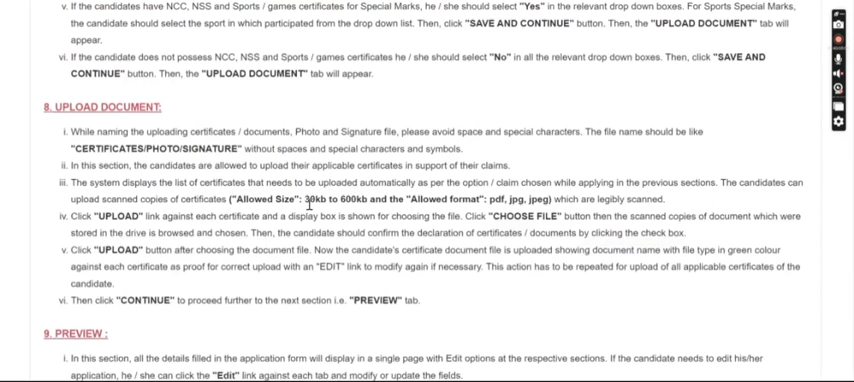 v. If the candidates have NCC, NSS and Sports / games certificates for Special Marks, he / she should select "Yes" in the relevant drop down boxes. For Sports Special Marks,
the candidate should select the sport in which participated from the drop down list. Then, click "SAVE AND CONTINUE" button. Then, the "UPLOAD DOCUMENT" tab will
appear.
vi. If the candidate does not possess NCC, NSS and Sports / games certificates he / she should select "No" in all the relevant drop down boxes. Then, click "SAVE AND
CONTINUE" button. Then, the "UPLOAD DOCUMENT" tab will appear.
8. UPLOAD DOCUMENT:
i. While naming the uploading certificates / documents, Photo and Signature file, please avoid space and special characters. The file name should be like
"CERTIFICATES/PHOTO/SIGNATURE" without spaces and special characters and symbols.
ii. In this section, the candidates are allowed to upload their applicable certificates in support of their claims.
iii. The system displays the list of certificates that needs to be uploaded automatically as per the option / claim chosen while applying in the previous sections. The candidates can
upload scanned copies of certificates ("Allowed Size": 30kb to 600kb and the "Allowed format": pdf, jpg, jpeg) which are legibly scanned.
iv. Click "UPLOAD" link against each certificate and a display box is shown for choosing the file. Click "CHOOSE FILE" button then the scanned copies of document which were
stored in the drive is browsed and chosen. Then, the candidate should confirm the declaration of certificates / documents by clicking the check box.
v. Click "UPLOAD" button after choosing the document file. Now the candidate's certificate document file is uploaded showing document name with file type in green colour
against each certificate as proof for correct upload with an "EDIT" link to modify again if necessary. This action has to be repeated for upload of all applicable certificates of the
candidate.
vi. Then click "CONTINUE" to proceed further to the next section i.e. "PREVIEW" tab.
9. PREVIEW :
i. In this section, all the details filled in the application form will display in a single page with Edit options at the respective sections. If the candidate needs to edit his/her
application, he / she can click the "Edit" link against each tab and modify or update the fields.